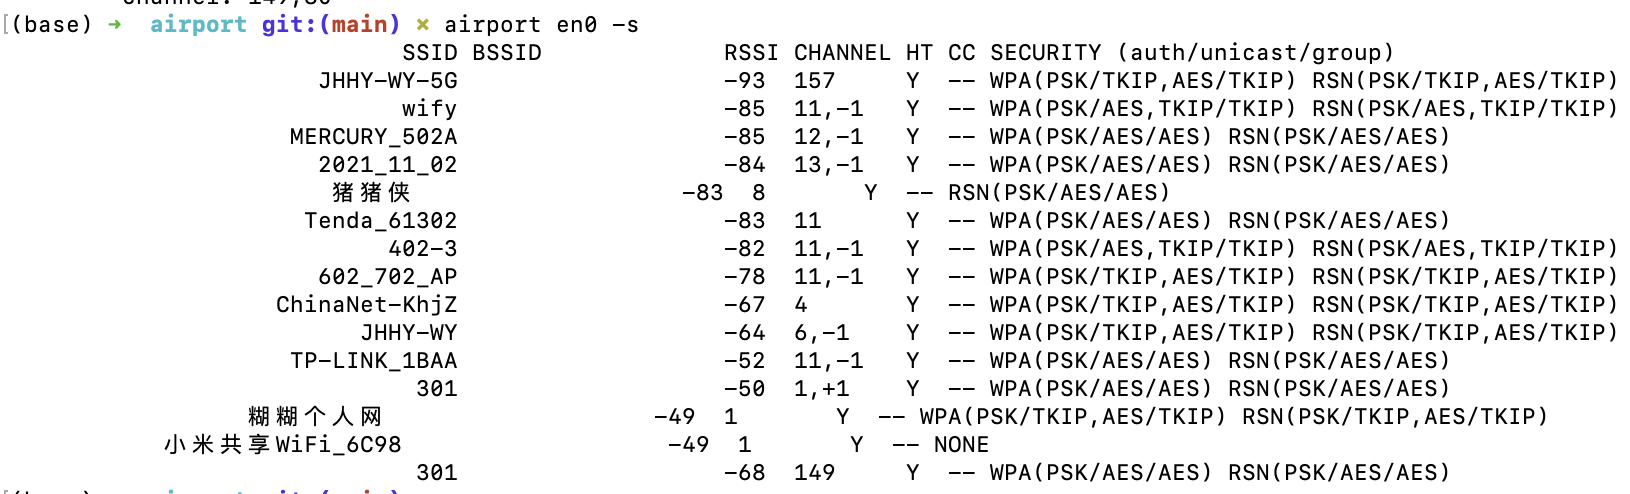 (base) ➜  airport git:(main) ✗ airport en0 -s
SSID BSSID RSSI CHANNEL HT CC SECURITY (auth/unicast/group)
JHHY-WY-5G -93 157 Y -- WPA(PSK/TKIP,AES/TKIP) RSN(PSK/TKIP,AES/TKIP)
wify -85 11,-1 Y -- WPA(PSK/AES,TKIP/TKIP) RSN(PSK/AES,TKIP/TKIP)
MERCURY_502A -85 12,-1 Y -- WPA(PSK/AES/AES) RSN(PSK/AES/AES)
2021_11_02 -84 13,-1 Y -- WPA(PSK/AES/AES) RSN(PSK/AES/AES)
猪猪侠 -83 8 Y -- RSN(PSK/AES/AES)
Tenda_61302 -83 11 Y -- WPA(PSK/AES/AES) RSN(PSK/AES/AES)
402-3 -82 11,-1 Y -- WPA(PSK/AES,TKIP/TKIP) RSN(PSK/AES,TKIP/TKIP)
602_702_AP -78 11,-1 Y -- WPA(PSK/TKIP,AES/TKIP) RSN(PSK/TKIP,AES/TKIP)
ChinaNet-KhjZ -67 4 Y -- WPA(PSK/TKIP,AES/TKIP) RSN(PSK/TKIP,AES/TKIP)
JHHY-WY -64 6,-1 Y -- WPA(PSK/TKIP,AES/TKIP) RSN(PSK/TKIP,AES/TKIP)
TP-LINK_1BAA -52 11,-1 Y -- WPA(PSK/AES/AES) RSN(PSK/AES/AES)
301 -50 1,+1 Y -- WPA(PSK/AES/AES) RSN(PSK/AES/AES)
糊糊个人网 -49 1 Y -- WPA(PSK/TKIP,AES/TKIP) RSN(PSK/TKIP,AES/TKIP)
小米共享WiFi_6C98 -49 1 Y -- NONE
301 -68 149 Y -- WPA(PSK/AES/AES) RSN(PSK/AES/AES)